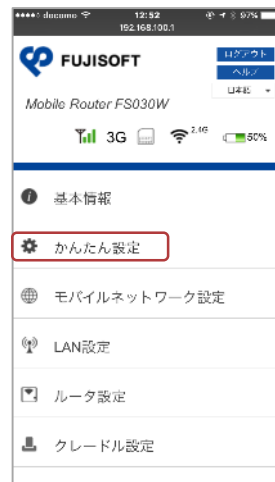 docomo 12:52 97%
192.168.100.1
FUJISOFT
ログアウト
ヘルプ
日本語
Mobile Router FS030W
3G 2.4G 50%
基本情報
かんたん設定
モバイルネットワーク設定
LAN設定
ルータ設定
クレードル設定